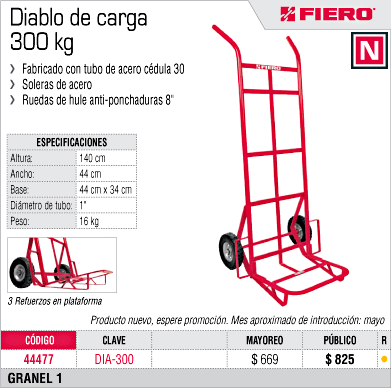 Diablo de carga
300 kg
FIERO®
N
› Fabricado con tubo de acero cédula 30
› Soleras de acero
› Ruedas de hule anti-ponchaduras 8"
FIERO
ESPECIFICACIONES
Altura: 140 cm
Ancho: 44 cm
Base: 44 cm x 34 cm
Diámetro de tubo: 1"
Peso: 16 kg
3 Refuerzos en plataforma
Producto nuevo, espere promoción. Mes aproximado de introducción: mayo
CÓDIGO CLAVE MAYOREO PÚBLICO R
44477 DIA-300 $ 669 $ 825
GRANEL 1